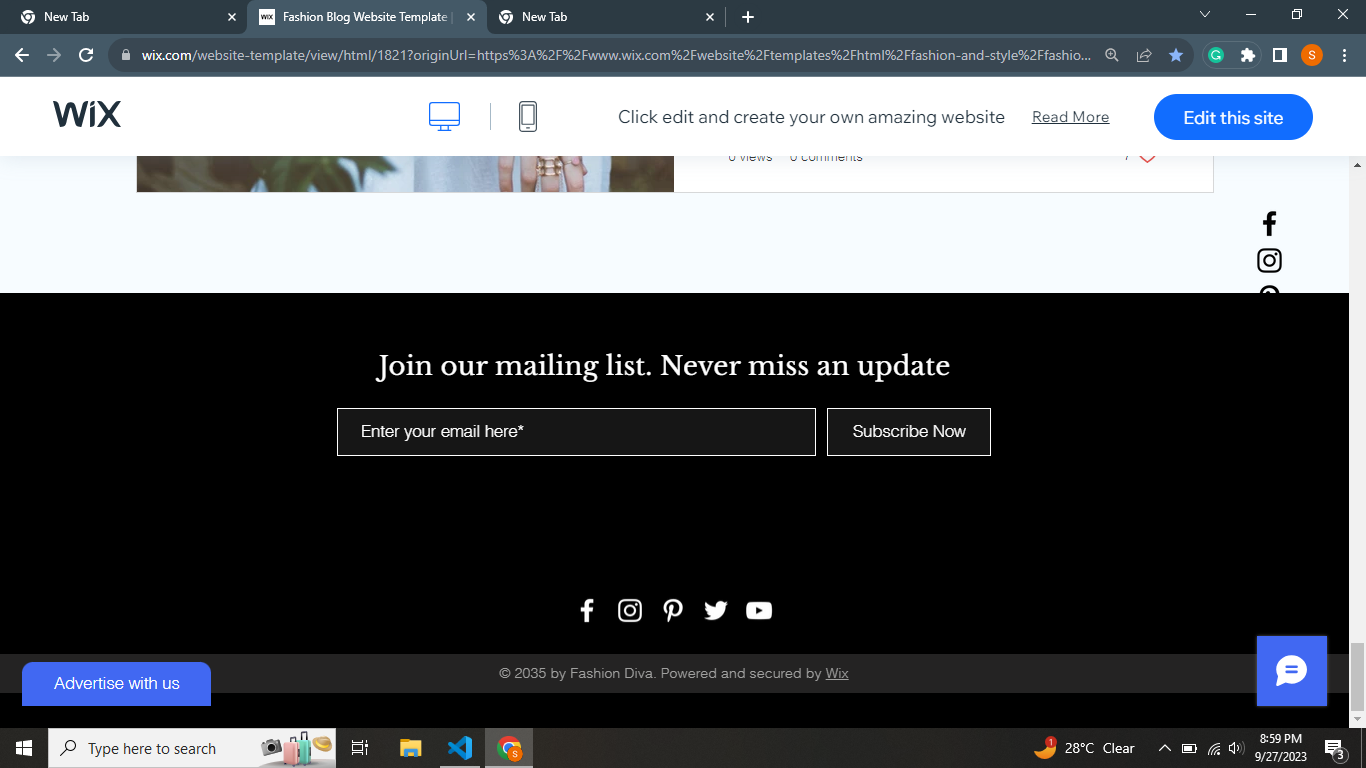 New Tab
Fashion Blog Website Template |
New Tab
wix.com/website-template/view/html/1821?originUrl=https%3A%2F%2Fwww.wix.com%2Fwebsite%2Ftemplates%2Fhtml%2Ffashion-and-style%2Ffashio...
S
WiX
Click edit and create your own amazing website
Read More
Edit this site
0 views 0 comments
Join our mailing list. Never miss an update
Enter your email here*
Subscribe Now
© 2035 by Fashion Diva. Powered and secured by Wix
Advertise with us
Type here to search
1
28°C Clear
8:59 PM
9/27/2023
3